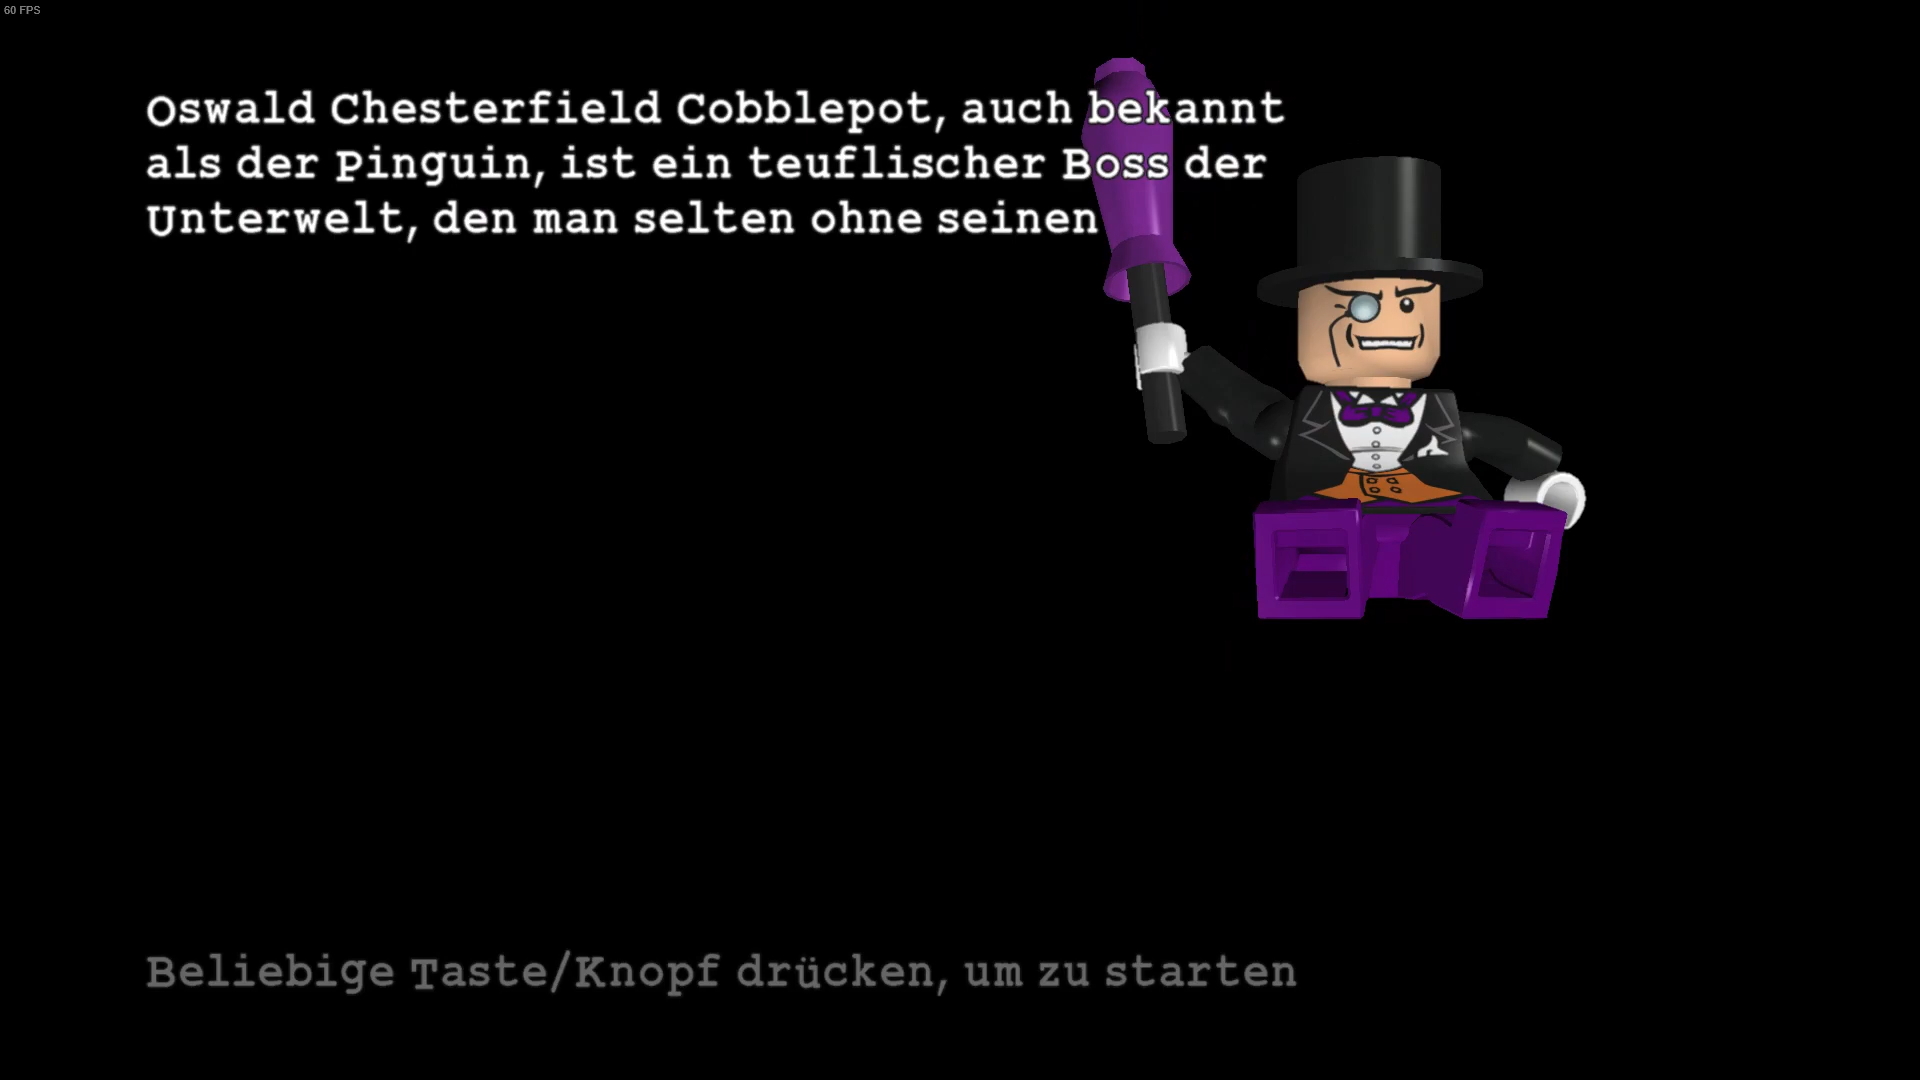 60 FPS
Oswald Chesterfield Cobblepot, auch bekannt
als der Pinguin, ist ein teuflischer Boss der
Unterwelt, den man selten ohne seinen
Beliebige Taste/Knopf drücken, um zu starten